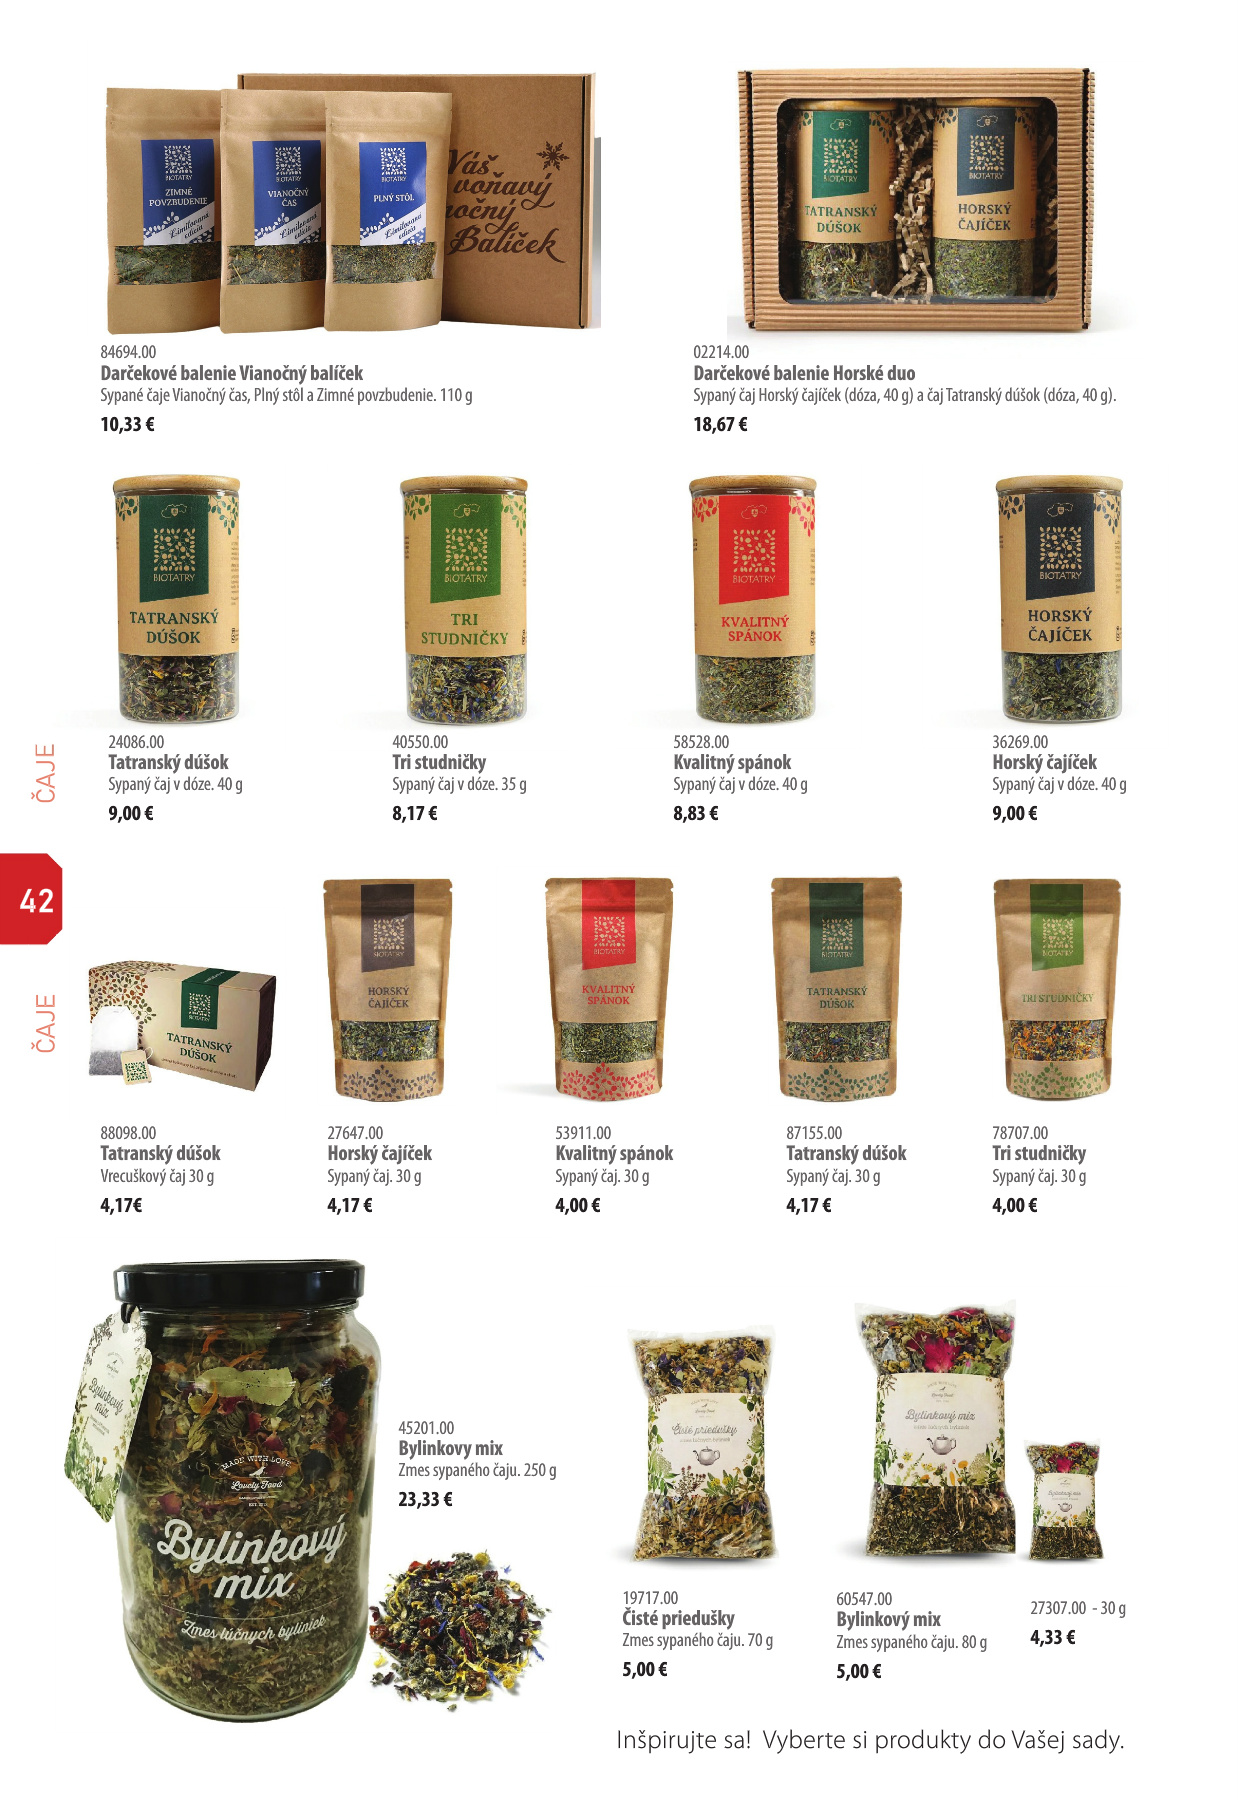 BIOTATRY
ZIMNÉ
POVZBUDENIE
Limitovaná
edícia
BIOTATRY
VIANOČNÝ
ČAS
Limitovaná
edícia
BIOTATRY
PLNÝ STÔL
Limitovaná
edícia
Váš
voňavý
nočný
Balíček
BIOTATRY
TATRANSKÝ
DÚŠOK
BIOTATRY
HORSKÝ
ČAJÍČEK
84694.00
Darčekové balenie Vianočný balíček
Sypané čaje Vianočný čas, Plný stôl a Zimné povzbudenie. 110 g
10,33 €
02214.00
Darčekové balenie Horské duo
Sypaný čaj Horský čajíček (dóza, 40 g) a čaj Tatranský dúšok (dóza, 40 g).
18,67 €
BIOTATRY
TATRANSKÝ
DÚŠOK
BIOTATRY
TRI
STUDNIČKY
BIOTATRY
KVALITNÝ
SPÁNOK
BIOTATRY
HORSKÝ
ČAJÍČEK
24086.00
Tatranský dúšok
Sypaný čaj v dóze. 40 g
9,00 €
40550.00
Tri studničky
Sypaný čaj v dóze. 35 g
8,17 €
58528.00
Kvalitný spánok
Sypaný čaj v dóze. 40 g
8,83 €
36269.00
Horský čajíček
Sypaný čaj v dóze. 40 g
9,00 €
ČAJE
42
ČAJE
BIOTATRY
TATRANSKÝ
DÚŠOK
BIOTATRY
HORSKÝ
ČAJÍČEK
BIOTATRY
KVALITNÝ
SPÁNOK
BIOTATRY
TATRANSKÝ
DÚŠOK
BIOTATRY
TRI STUDNIČKY
88098.00
Tatranský dúšok
Vrecuškový čaj 30 g
4,17€
27647.00
Horský čajíček
Sypaný čaj. 30 g
4,17 €
53911.00
Kvalitný spánok
Sypaný čaj. 30 g
4,00 €
87155.00
Tatranský dúšok
Sypaný čaj. 30 g
4,17 €
78707.00
Tri studničky
Sypaný čaj. 30 g
4,00 €
Bylinkový
mix
MADE WITH LOVE
Lovely Food
Bylinkový
mix
Zmes lúčnych byliniek
45201.00
Bylinkovy mix
Zmes sypaného čaju. 250 g
23,33 €
Lovely Food
Čisté priedušky
Lovely Food
Bylinkový mix
Bylinkový mix
19717.00
Čisté priedušky
Zmes sypaného čaju. 70 g
5,00 €
60547.00
Bylinkový mix
Zmes sypaného čaju. 80 g
5,00 €
27307.00 - 30 g
4,33 €
Inšpirujte sa! Vyberte si produkty do Vašej sady.